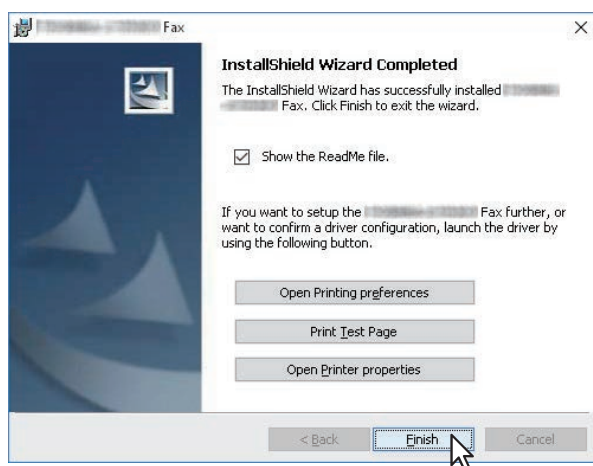 Fax
InstallShield Wizard Completed
The InstallShield Wizard has successfully installed
Fax. Click Finish to exit the wizard.
Show the ReadMe file.
If you want to setup the Fax further, or
want to confirm a driver configuration, launch the driver by
using the following button.
Open Printing preferences
Print Test Page
Open Printer properties
< Back
Finish
Cancel